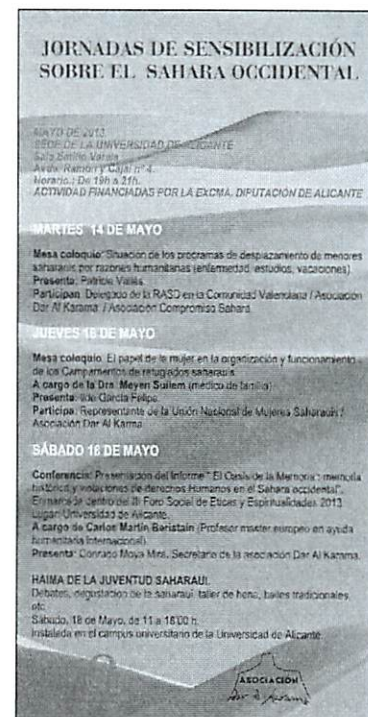 JORNADAS DE SENSIBILIZACIÓN
SOBRE EL SAHARA OCCIDENTAL
MAYO DE 2013
SEDE DE LA UNIVERSIDAD DE ALICANTE
Sala Emilio Varela
Avda. Ramón y Cajal nº 4
Horario.: De 19h a 21h.
ACTIVIDAD FINANCIADAS POR LA EXCMA. DIPUTACIÓN DE ALICANTE
MARTES 14 DE MAYO
Mesa coloquio "Situación de los programas de desplazamiento de menores
saharauis por razones humanitarias (enfermedad, estudios, vacaciones).
Presenta: Patricia
Participan: Delegado de la RASD en la Comunidad Valenciana / Asociación
Dar Al Karama. / Asociación Compromiso Sahara.
JUEVES 16 DE MAYO
Mesa coloquio: El papel de la mujer en la organización y funcionamiento
de los Campamentos de refugiados saharauis.
A cargo de la Dra. Meyen Suilem (médico de familia)
Presenta: García Felipe.
Participa: Representante de la Unión Nacional de Mujeres Saharauis /
Asociación Dar Al Karma.
SÁBADO 18 DE MAYO
Conferencia: Presentación del Informe " El Oasis de la Memoria : memoria
histórica y violaciones de derechos Humanos en el Sahara occidental".
Enmarcada dentro del III Foro Social de Éticas y Espiritualidades 2013
Lugar: Universidad de Alicante.
A cargo de Carlos Martín Beristain (Profesor master europeo en ayuda
humanitaria Internacional).
Presenta: Conrado Moya Mira, Secretario de la asociación Dar Al Karama.
HAIMA DE LA JUVENTUD SAHARAUI.
Debates, degustación de te saharaui, taller de hena, bailes tradicionales,
etc.
Sábado, 18 de Mayo, de 11 a 18:00 h.
Instalada en el campus universitario de la Universidad de Alicante.
ASOCIACIÓN
Dar al Karama